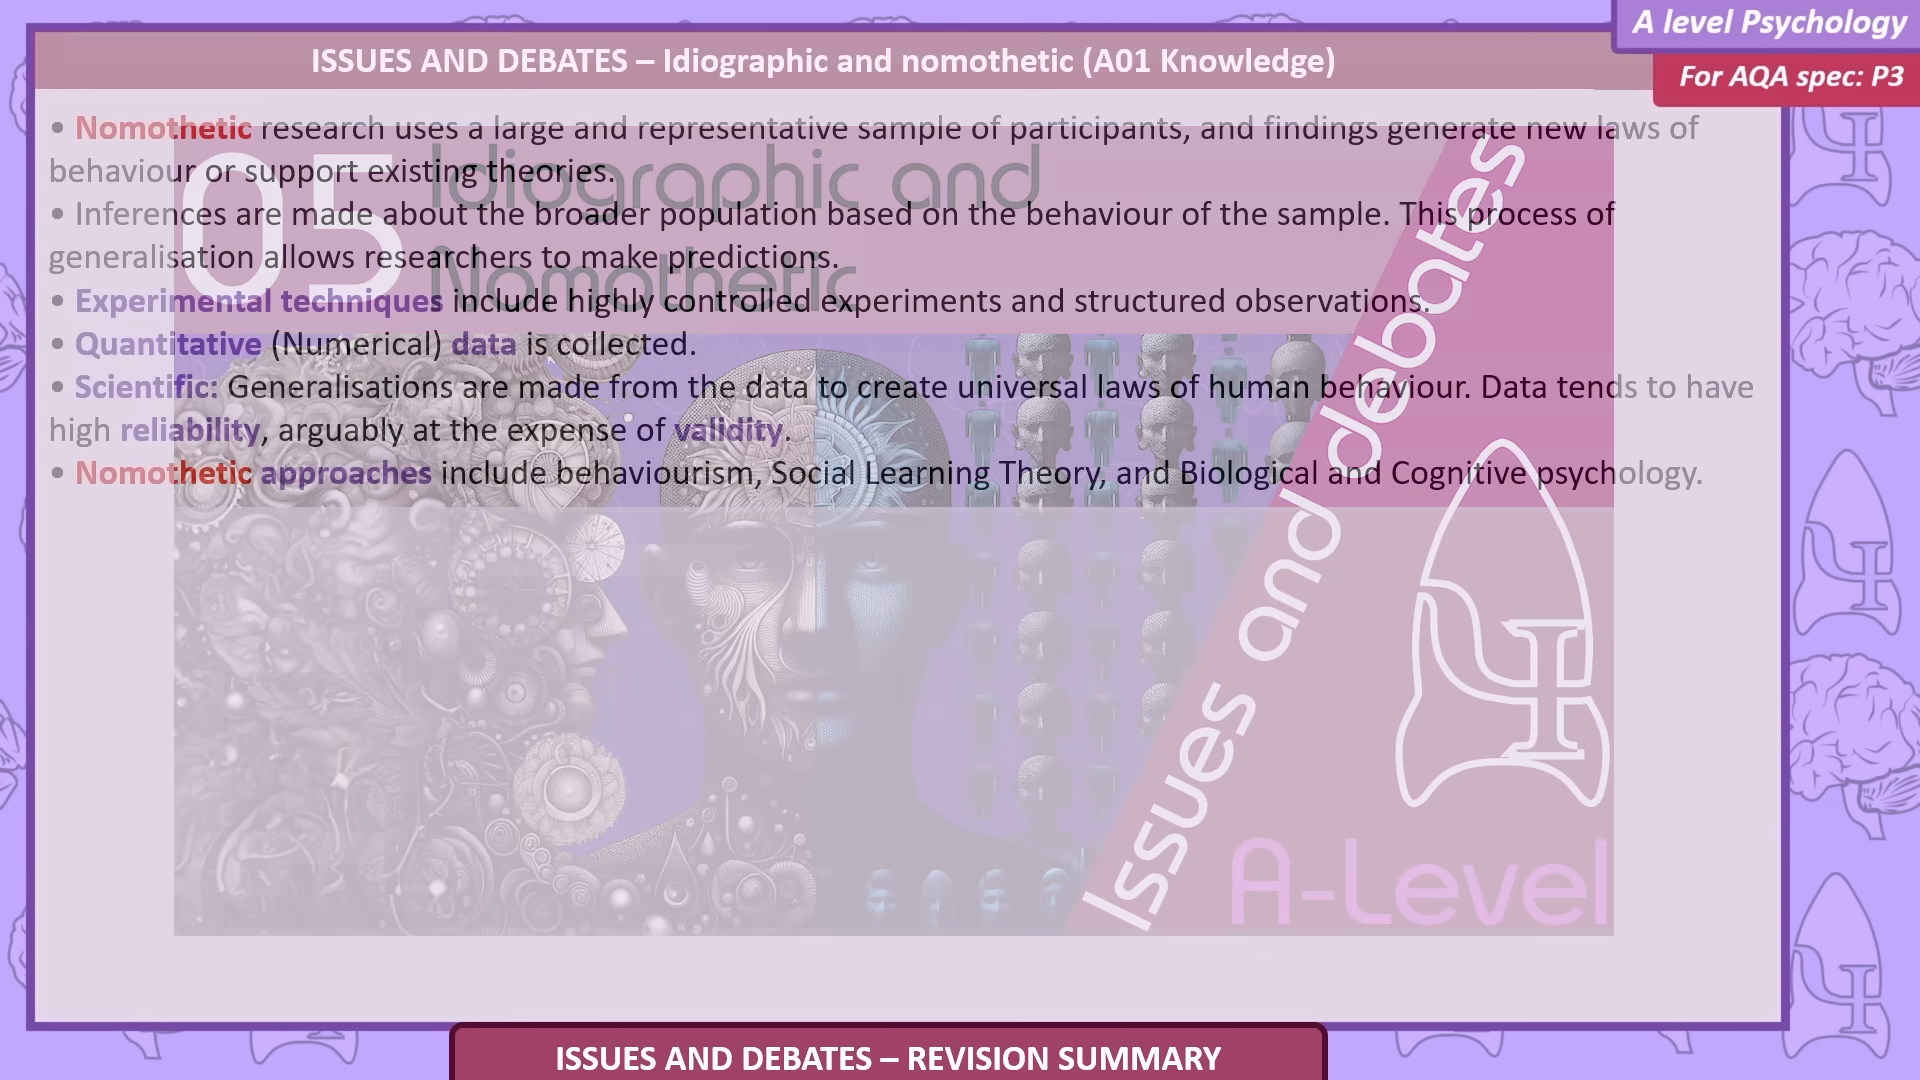 A level Psychology
For AQA spec: P3
ISSUES AND DEBATES – Idiographic and nomothetic (A01 Knowledge)
• Nomothetic research uses a large and representative sample of participants, and findings generate new laws of
behaviour or support existing theories.
• Inferences are made about the broader population based on the behaviour of the sample. This process of
generalisation allows researchers to make predictions.
• Experimental techniques include highly controlled experiments and structured observations.
• Quantitative (Numerical) data is collected.
• Scientific: Generalisations are made from the data to create universal laws of human behaviour. Data tends to have
high reliability, arguably at the expense of validity.
• Nomothetic approaches include behaviourism, Social Learning Theory, and Biological and Cognitive psychology.
05
Idiographic and
Nomothetic
Issues and debates
A-Level
ISSUES AND DEBATES – REVISION SUMMARY